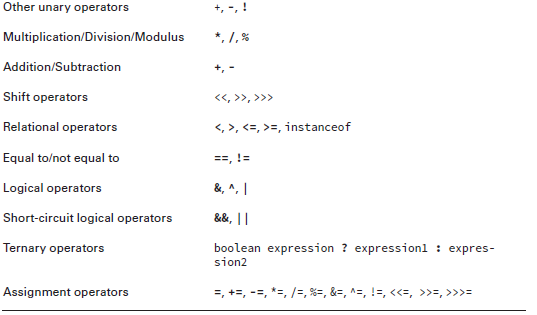 Other unary operators +, -, !
Multiplication/Division/Modulus *, /, %
Addition/Subtraction +, -
Shift operators <<, >>, >>>
Relational operators <, >, <=, >=, instanceof
Equal to/not equal to ==, !=
Logical operators &, ^, |
Short-circuit logical operators &&, ||
Ternary operators boolean expression ? expression1 : expres-
sion2
Assignment operators =, +=, -=, *=, /=, %=, &=, ^=, !=, <<=, >>=, >>>=